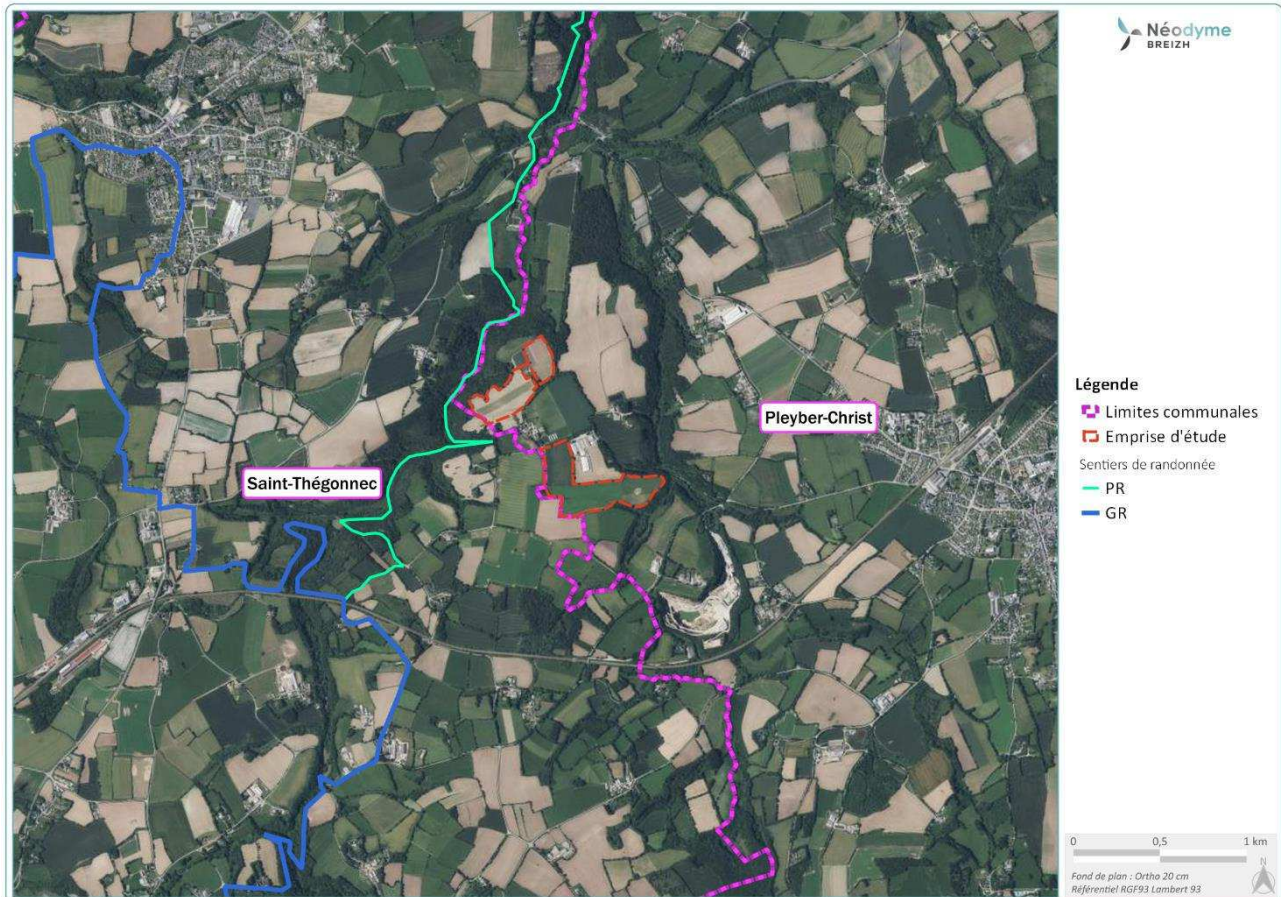 Néodyme
BREIZH
Pleyber-Christ
Saint-Thégonnec
Légende
Limites communales
Emprise d'étude
Sentiers de randonnée
PR
GR
0 0,5 1 km
Fond de plan : Ortho 20 cm
Référentiel RGF93 Lambert 93
N